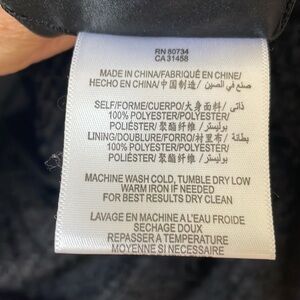 RN 80734
CA 31458
MADE IN CHINA/FABRIQUÉ EN CHINE/
HECHO EN CHINA/中国制造/ صنع في الصين
SELF/FORME/CUERPO/大身面料/ ذاتي
100% POLYESTER/POLYESTER/
POLIÉSTER/聚酯纤维/ بوليستر
LINING/DOUBLURE/FORRO/衬里布/ بطانة
100% POLYESTER/POLYESTER/
POLIÉSTER/聚酯纤维/ بوليستر
MACHINE WASH COLD, TUMBLE DRY LOW
WARM IRON IF NEEDED
FOR BEST RESULTS DRY CLEAN
LAVAGE EN MACHINE A L'EAU FROIDE
SECHAGE DOUX
REPASSER A TEMPERATURE
MOYENNE SI NECESSAIRE